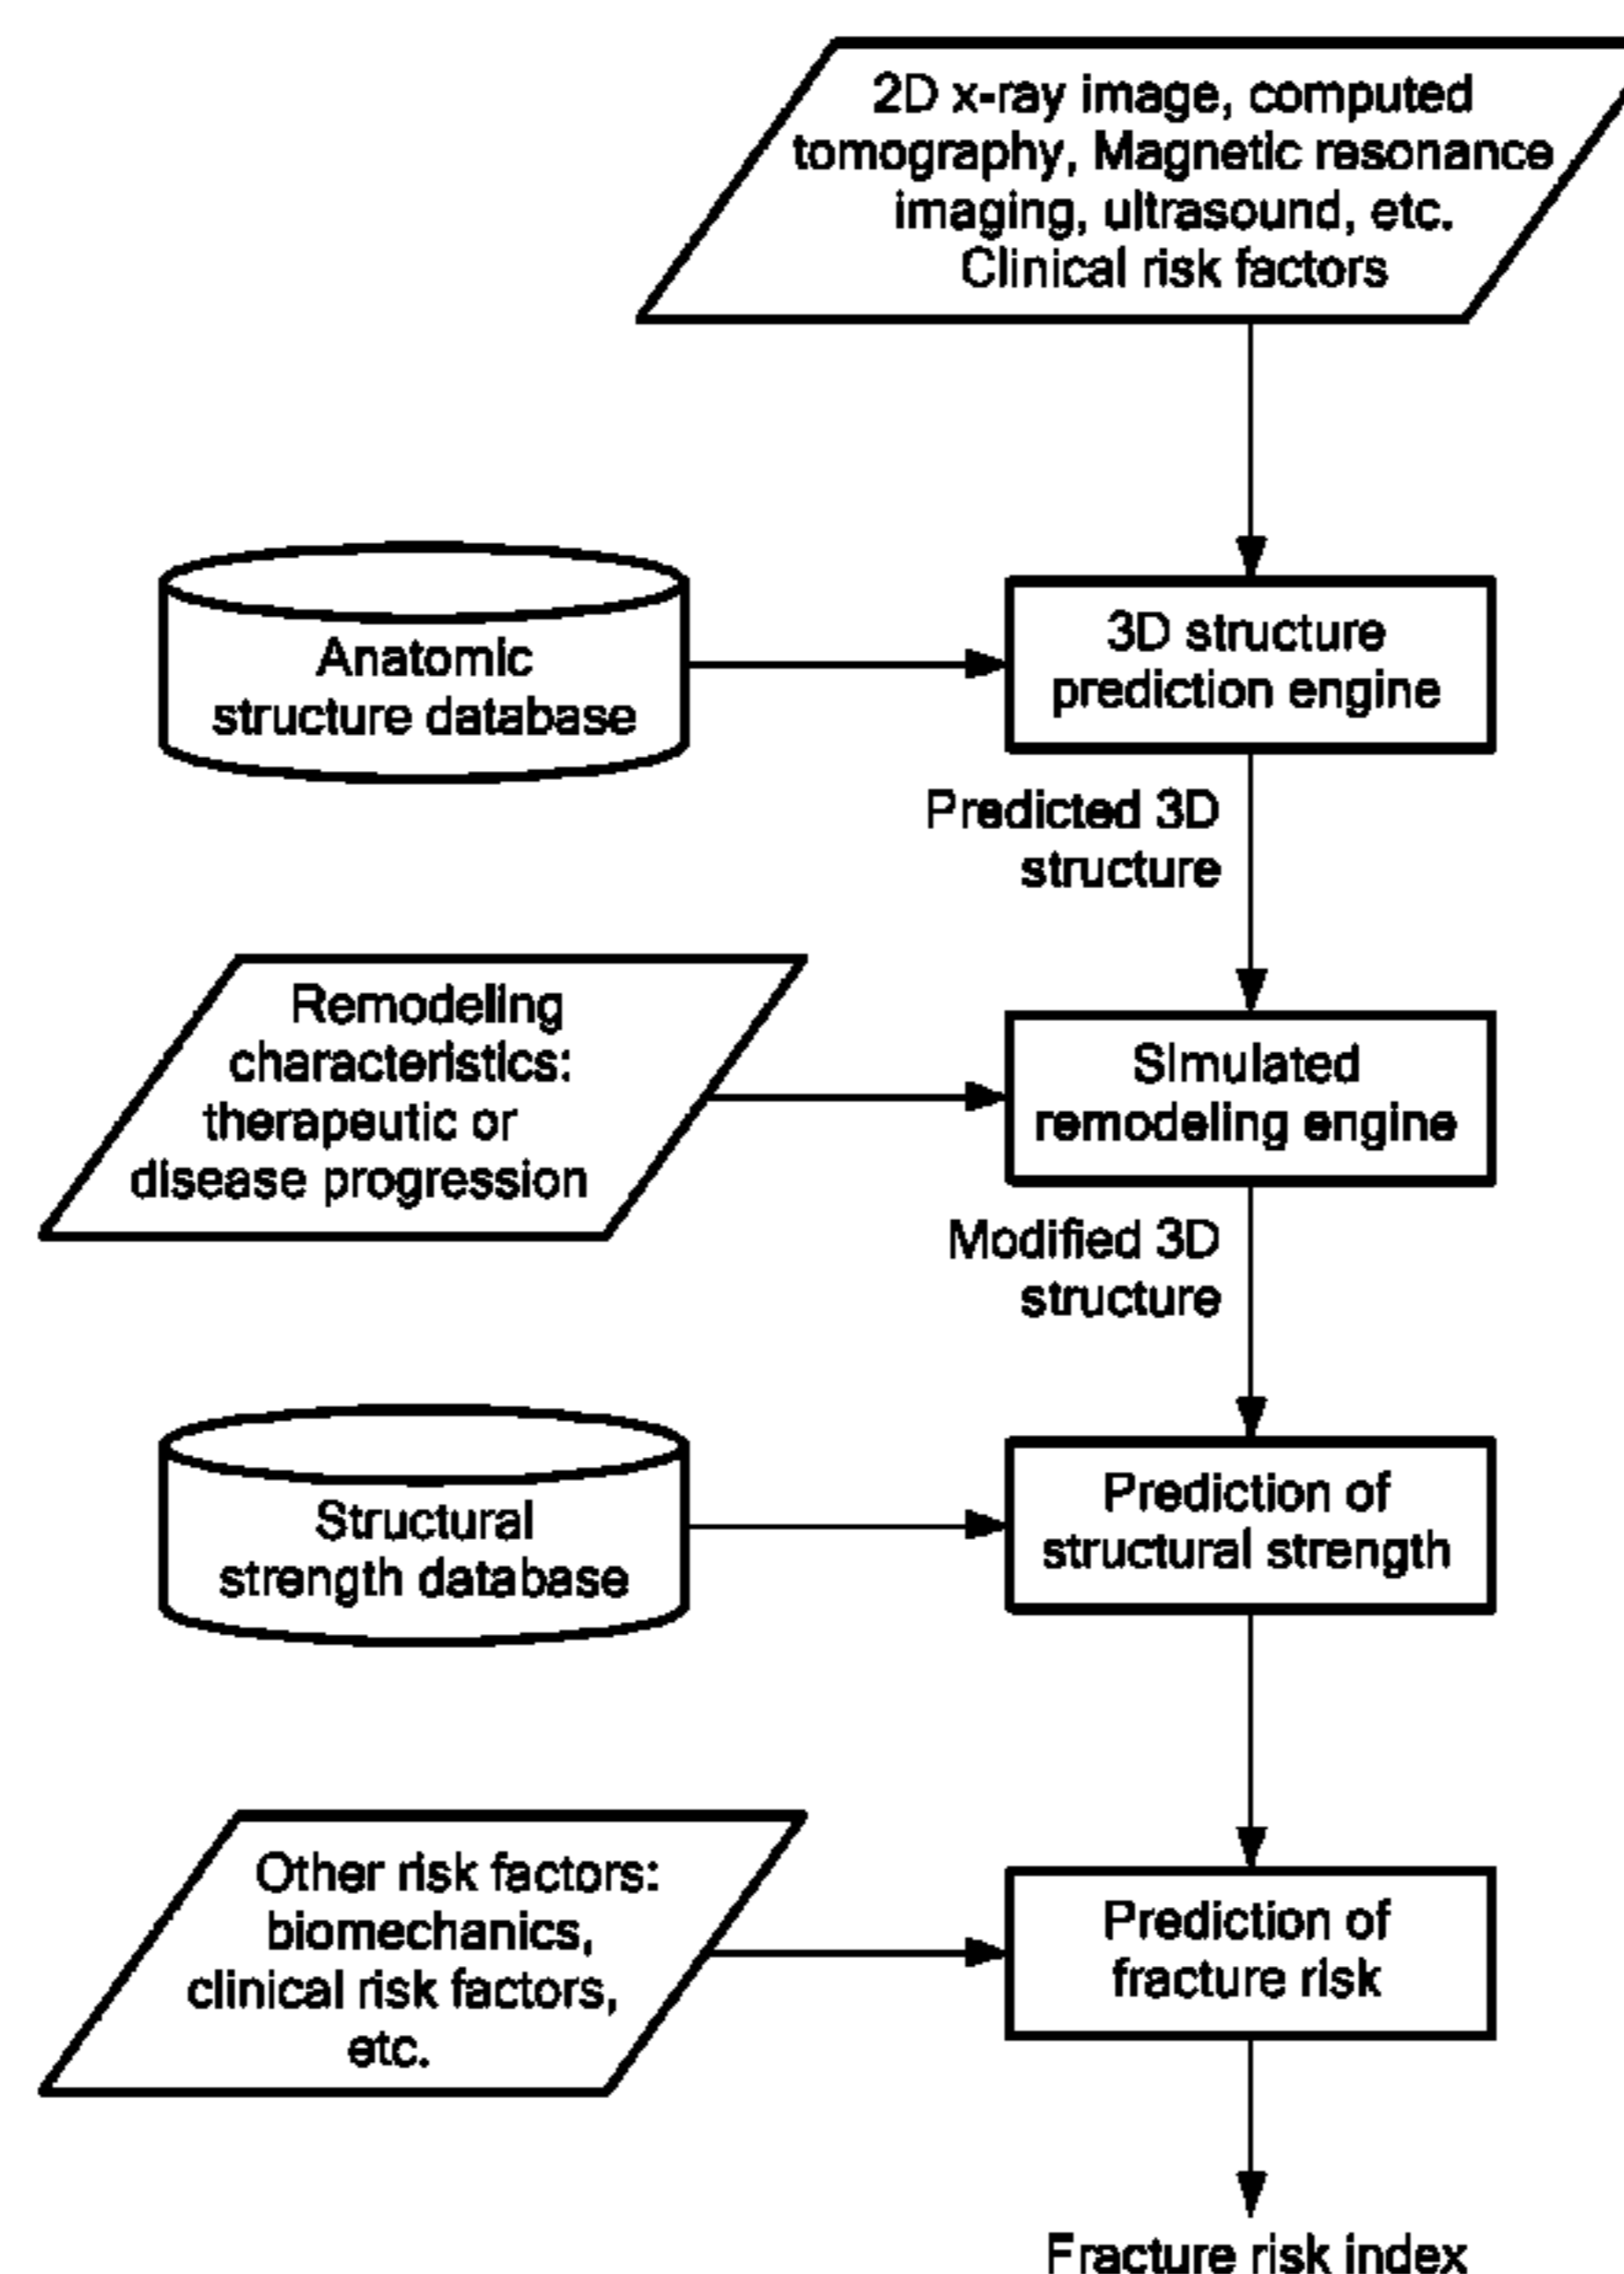 2D x-ray image, computed
tomography, Magnetic resonance
imaging, ultrasound, etc.
Clinical risk factors
Anatomic
structure database
3D structure
prediction engine
Predicted 3D
structure
Remodeling
characteristics:
therapeutic or
disease progression
Simulated
remodeling engine
Modified 3D
structure
Structural
strength database
Prediction of
structural strength
Other risk factors:
biomechanics,
clinical risk factors,
etc.
Prediction of
fracture risk
Fracture risk index